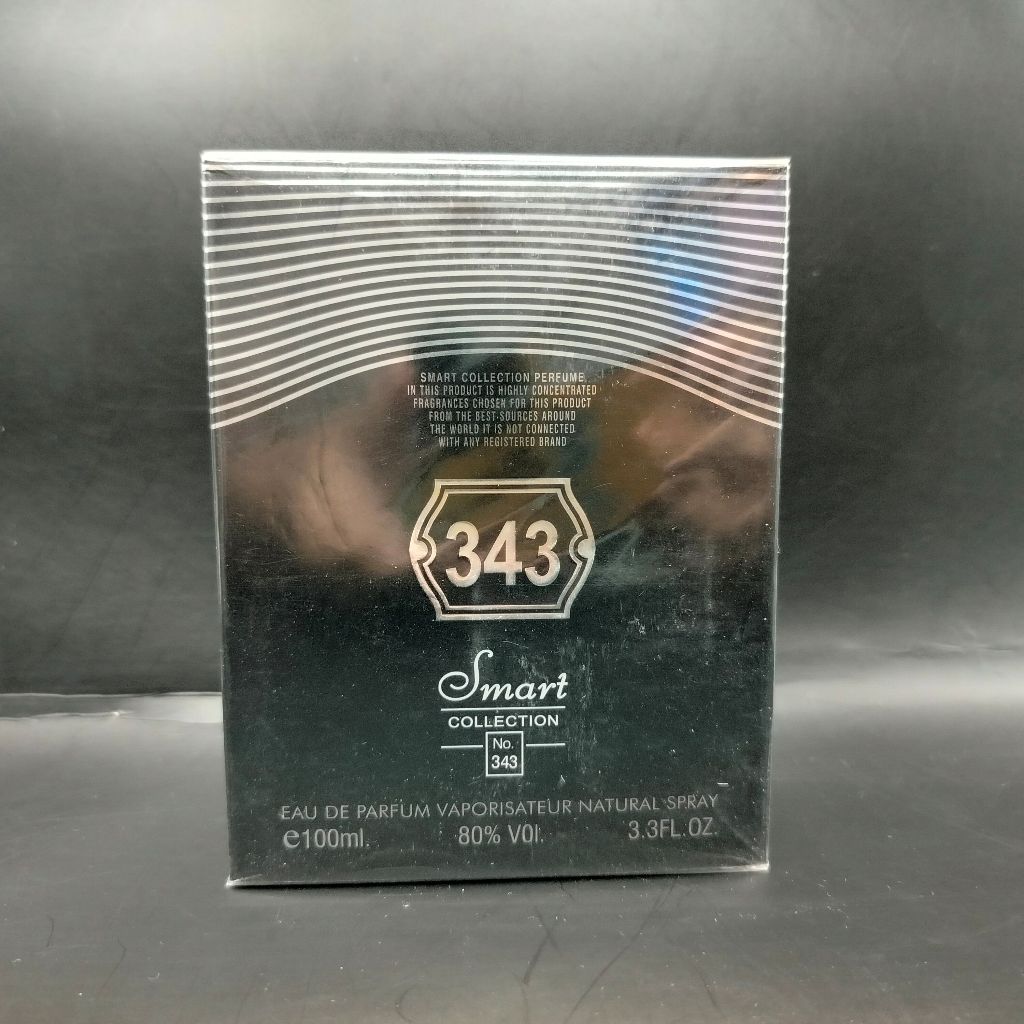 SMART COLLECTION PERFUME,
IN THIS PRODUCT IS HIGHLY CONCENTRATED
FRAGRANCES CHOSEN FOR THIS PRODUCT
FROM THE BEST-SOURCES AROUND
THE WORLD IT IS NOT CONNECTED
WITH ANY REGISTERED BRAND
343
Smart
COLLECTION
No.
343
EAU DE PARFUM VAPORISATEUR NATURAL SPRAY
e100ml. 80% VOl. 3.3FL.OZ.